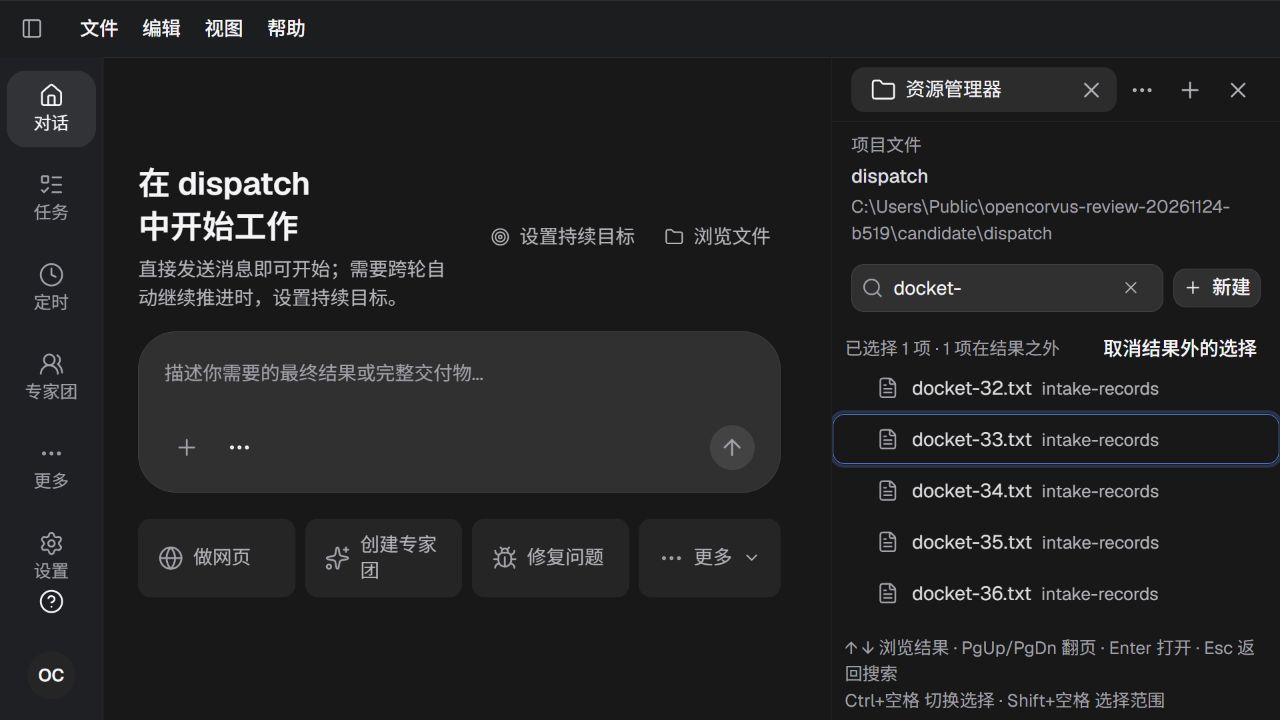 文件 编辑 视图 帮助
对话
任务
定时
专家团
更多
设置
OC
在 dispatch
中开始工作
直接发送消息即可开始；需要跨轮自
动继续推进时，设置持续目标。
设置持续目标
浏览文件
描述你需要的最终结果或完整交付物...
做网页
创建专家
团
修复问题
更多
资源管理器
项目文件
dispatch
C:\Users\Public\opencorvus-review-20261124-
b519\candidate\dispatch
docket-
新建
已选择 1 项 · 1 项在结果之外
取消结果外的选择
docket-32.txt intake-records
docket-33.txt intake-records
docket-34.txt intake-records
docket-35.txt intake-records
docket-36.txt intake-records
↑↓ 浏览结果 · PgUp/PgDn 翻页 · Enter 打开 · Esc 返
回搜索
Ctrl+空格 切换选择 · Shift+空格 选择范围